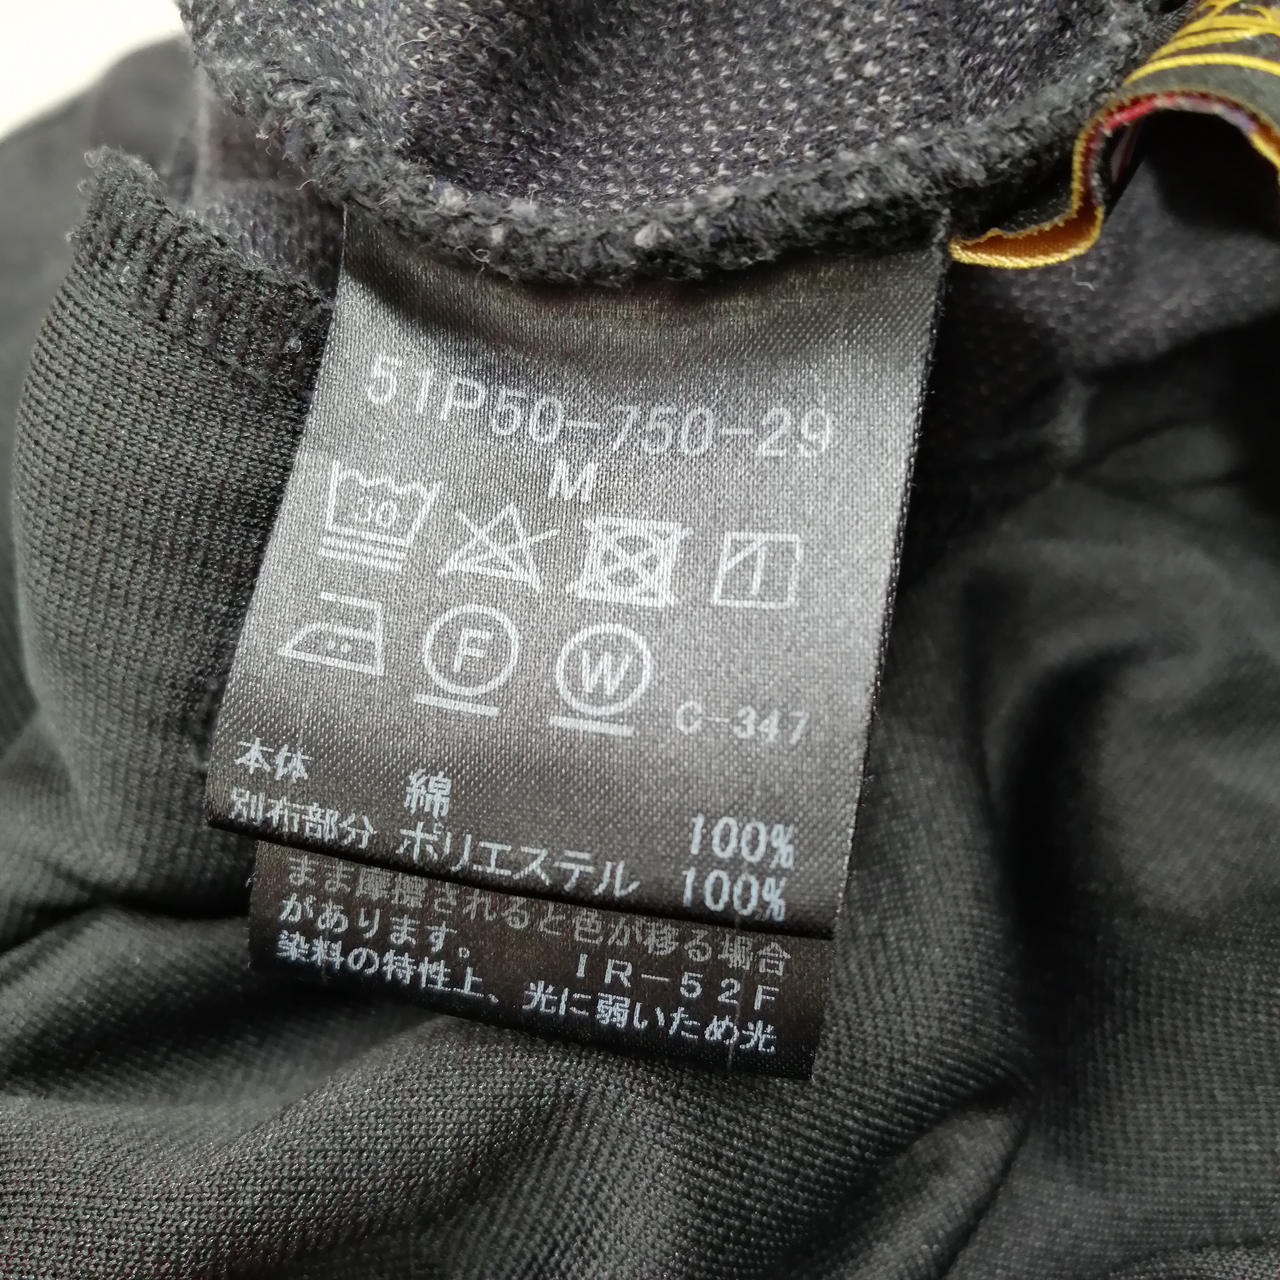 51P50-750-29
M
30
F W C-347
本体 綿 100%
別布部分 ポリエステル 100%
まま摩擦されると色が移る場合
があります。 IR-52F
染料の特性上、光に弱いため光